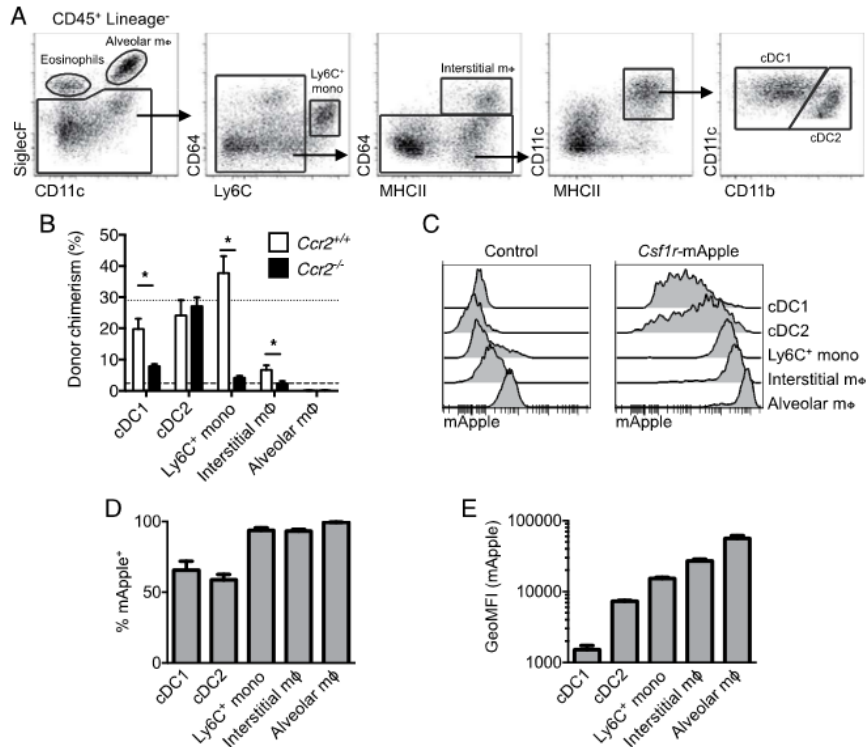 A
CD45+ Lineage-
Eosinophils
Alveolar mΦ
SiglecF
CD11c
Ly6C+ mono
CD64
Ly6C
Interstitial mΦ
CD64
MHCII
CD11c
MHCII
cDC1
cDC2
CD11c
CD11b
B
Donor chimerism (%)
50
40
30
20
10
0
*
*
*
Ccr2+/+
Ccr2-/-
cDC1
cDC2
Ly6C+ mono
Interstitial mΦ
Alveolar mΦ
C
Control
Csf1r-mApple
cDC1
cDC2
Ly6C+ mono
Interstitial mΦ
Alveolar mΦ
mApple
mApple
D
% mApple+
100
50
0
cDC1
cDC2
Ly6C+ mono
Interstitial mϕ
Alveolar mϕ
E
GeoMFI (mApple)
100000
10000
1000
cDC1
cDC2
Ly6C+ mono
Interstitial mϕ
Alveolar mϕ